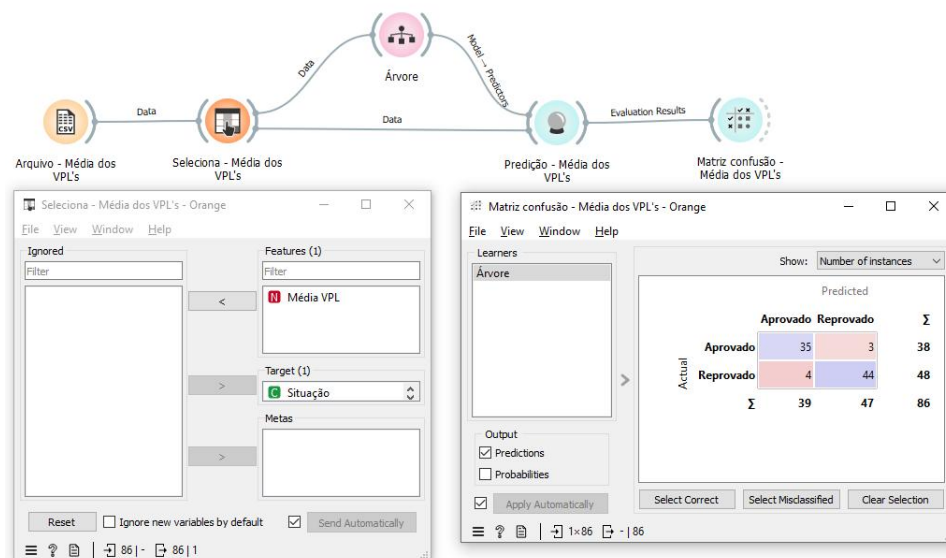 Data
Árvore
Model → Predictors
CSV
Data
Data
Evaluation Results
Arquivo - Média dos
VPL's
Seleciona - Média dos
VPL's
Predição - Média dos
VPL's
Matriz confusão -
Média dos VPL's
Seleciona - Média dos VPL's - Orange
File View Window Help
Ignored
Filter
Features (1)
Filter
<
N Média VPL
>
Target (1)
C Situação
Metas
>
Reset
Ignore new variables by default
Send Automatically
86 | -
86 | 1
Matriz confusão - Média dos VPL's - Orange
File View Window Help
Learners
Árvore
Output
Predictions
Probabilities
Apply Automatically
Show: Number of instances
Predicted
Aprovado Reprovado Σ
Actual
Aprovado 35 3 38
Reprovado 4 44 48
Σ 39 47 86
Select Correct Select Misclassified Clear Selection
1×86
- | 86